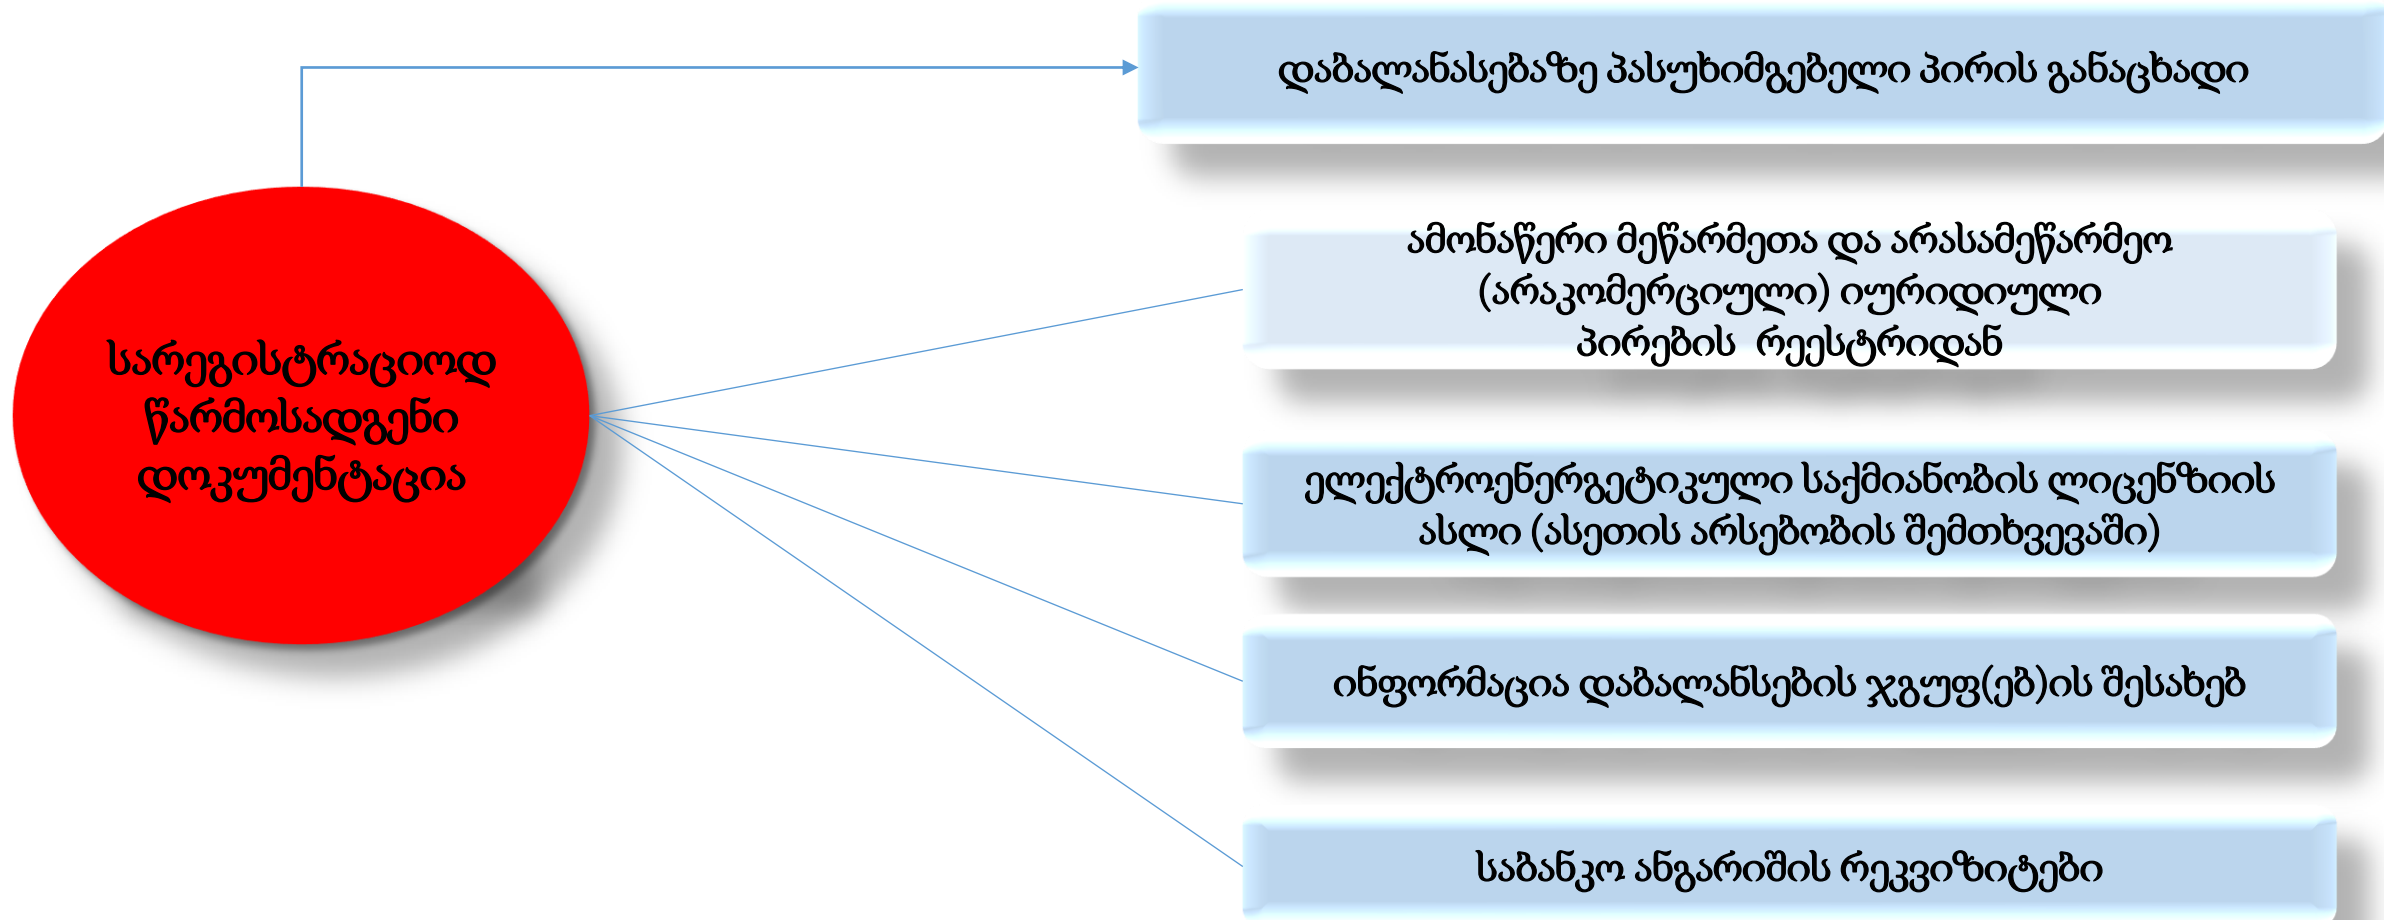 დაბალანასებაზე პასუხიმგებელი პირის განაცხადი
ამონაწერი მეწარმეთა და არასამეწარმეო
(არაკომერციული) იურიდიული
პირების რეესტრიდან
სარეგისტრაციოდ
წარმოსადგენი
დოკუმენტაცია
ელექტროენერგეტიკული საქმიანობის ლიცენზიის
ასლი (ასეთის არსებობის შემთხვევაში)
ინფორმაცია დაბალანსების ჯგუფ(ებ)ის შესახებ
საბანკო ანგარიშის რეკვიზიტები